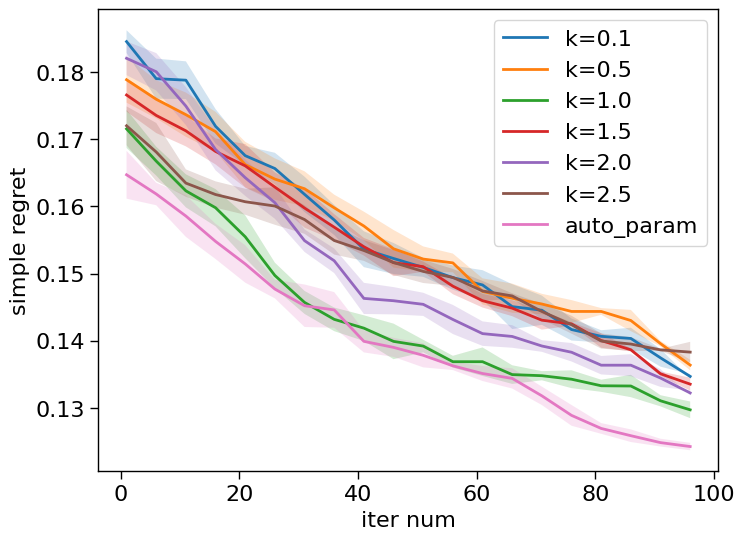 k=0.1
k=0.5
k=1.0
k=1.5
k=2.0
k=2.5
auto_param
simple regret
0.18
0.17
0.16
0.15
0.14
0.13
0 20 40 60 80 100
iter num